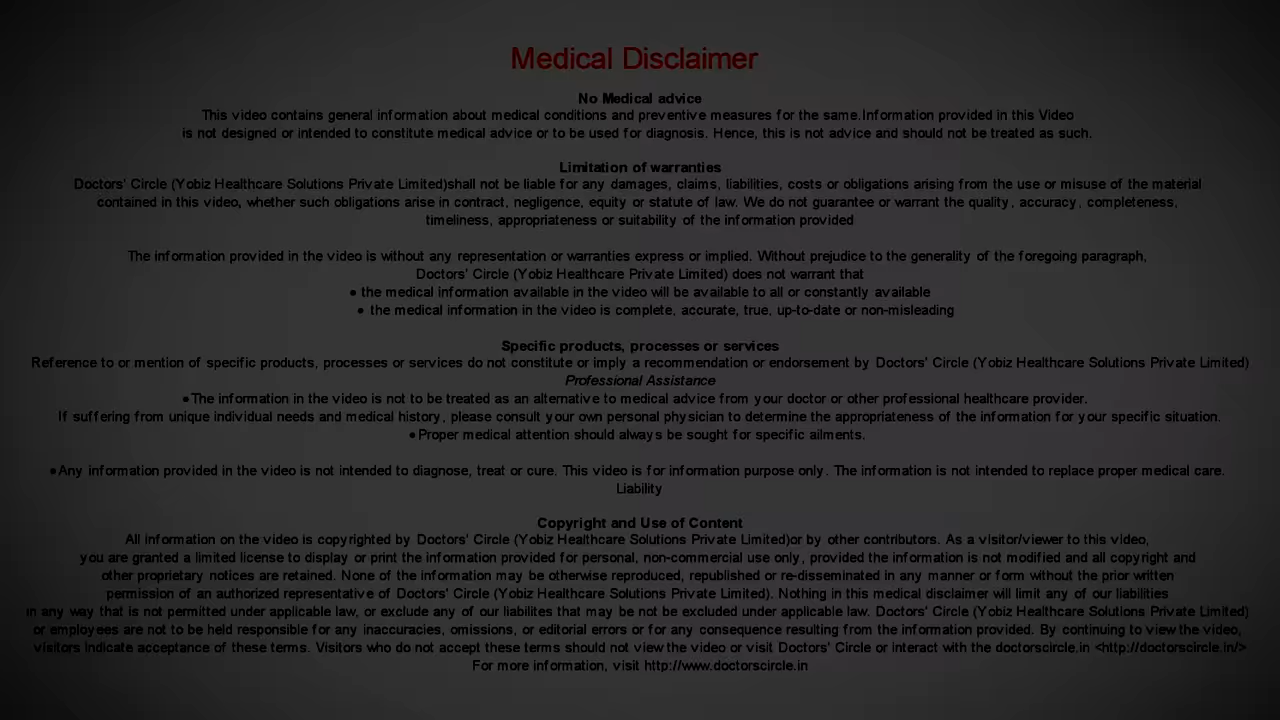 Medical Disclaimer
No Medical advice
This video contains general information about medical conditions and preventive measures for the same.Information provided in this Video
is not designed or intended to constitute medical advice or to be used for diagnosis. Hence, this is not advice and should not be treated as such.
Limitation of warranties
Doctors' Circle (Yobiz Healthcare Solutions Private Limited)shall not be liable for any damages, claims, liabilities, costs or obligations arising from the use or misuse of the material
contained in this video, whether such obligations arise in contract, negligence, equity or statute of law. We do not guarantee or warrant the quality, accuracy, completeness,
timeliness, appropriateness or suitability of the information provided
The information provided in the video is without any representation or warranties express or implied. Without prejudice to the generality of the foregoing paragraph,
Doctors' Circle (Yobiz Healthcare Private Limited) does not warrant that
● the medical information available in the video will be available to all or constantly available
● the medical information in the video is complete, accurate, true, up-to-date or non-misleading
Specific products, processes or services
Reference to or mention of specific products, processes or services do not constitute or imply a recommendation or endorsement by Doctors' Circle (Yobiz Healthcare Solutions Private Limited)
Professional Assistance
●The information in the video is not to be treated as an alternative to medical advice from your doctor or other professional healthcare provider.
If suffering from unique individual needs and medical history, please consult your own personal physician to determine the appropriateness of the information for your specific situation.
●Proper medical attention should always be sought for specific ailments.
●Any information provided in the video is not intended to diagnose, treat or cure. This video is for information purpose only. The information is not intended to replace proper medical care.
Liability
Copyright and Use of Content
All information on the video is copyrighted by Doctors' Circle (Yobiz Healthcare Solutions Private Limited)or by other contributors. As a visitor/viewer to this video,
you are granted a limited license to display or print the information provided for personal, non-commercial use only, provided the information is not modified and all copyright and
other proprietary notices are retained. None of the information may be otherwise reproduced, republished or re-disseminated in any manner or form without the prior written
permission of an authorized representative of Doctors' Circle (Yobiz Healthcare Solutions Private Limited). Nothing in this medical disclaimer will limit any of our liabilities
in any way that is not permitted under applicable law, or exclude any of our liabilites that may be not be excluded under applicable law. Doctors' Circle (Yobiz Healthcare Solutions Private Limited)
or employees are not to be held responsible for any inaccuracies, omissions, or editorial errors or for any consequence resulting from the information provided. By continuing to view the video,
visitors indicate acceptance of these terms. Visitors who do not accept these terms should not view the video or visit Doctors' Circle or interact with the doctorscircle.in <http://doctorscircle.in/>
For more information, visit http://www.doctorscircle.in